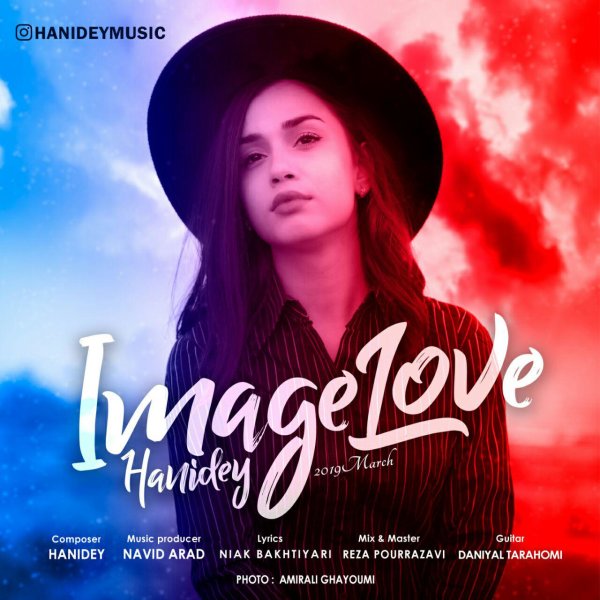 HANIDEYMUSIC
Image Love
Hanidey
2019 March
Composer
HANIDEY
Music producer
NAVID ARAD
Lyrics
NIAK BAKHTIYARI
Mix & Master
REZA POURRAZAVI
Guitar
DANIYAL TARAHOMI
PHOTO : AMIRALI GHAYOUMI